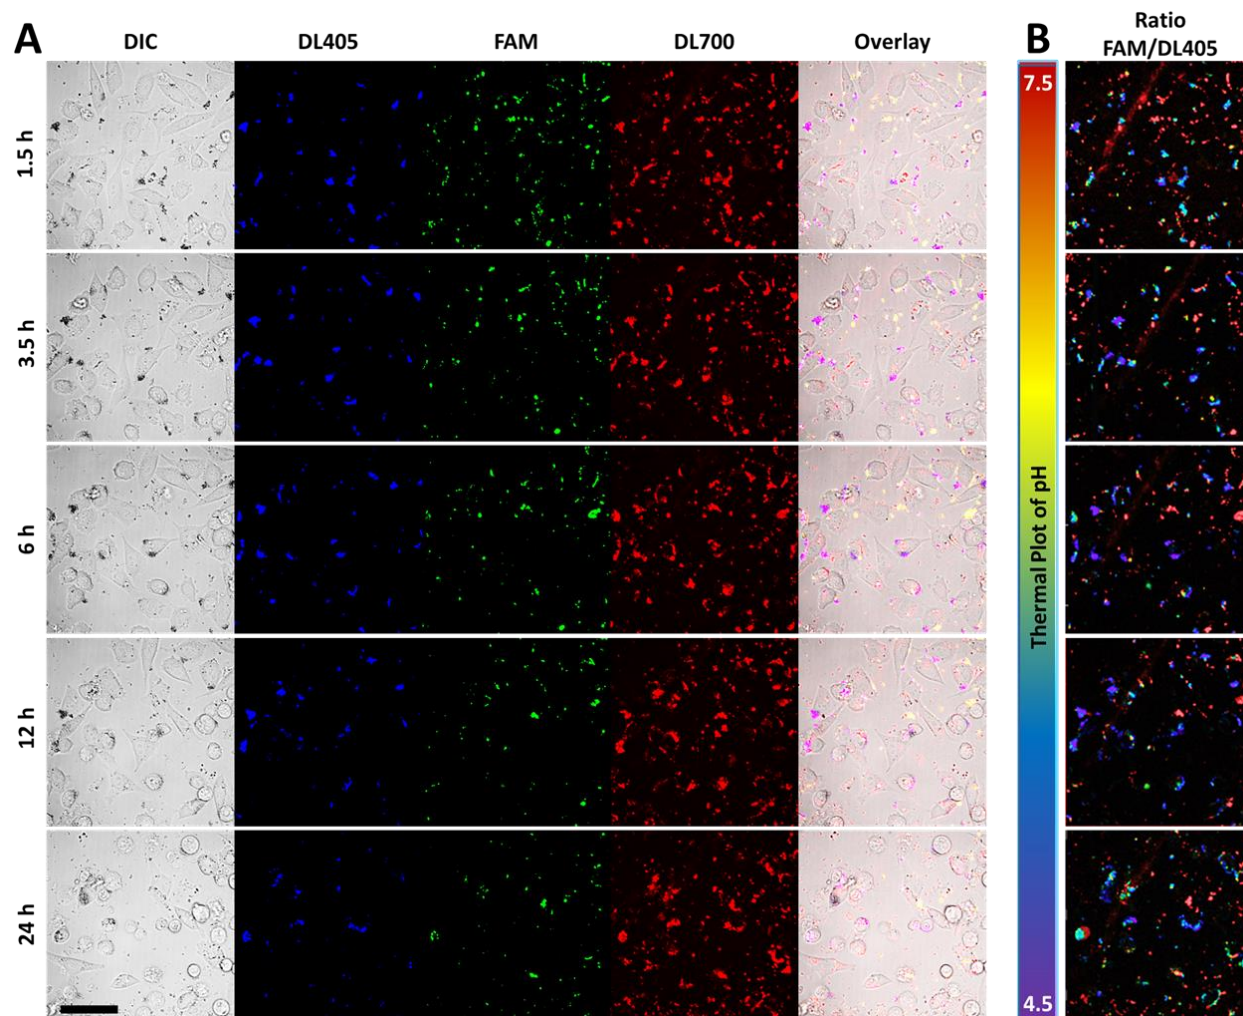 A
DIC
DL405
FAM
DL700
Overlay
B
Ratio
FAM/DL405
1.5 h
3.5 h
6 h
12 h
24 h
7.5
Thermal Plot of pH
4.5